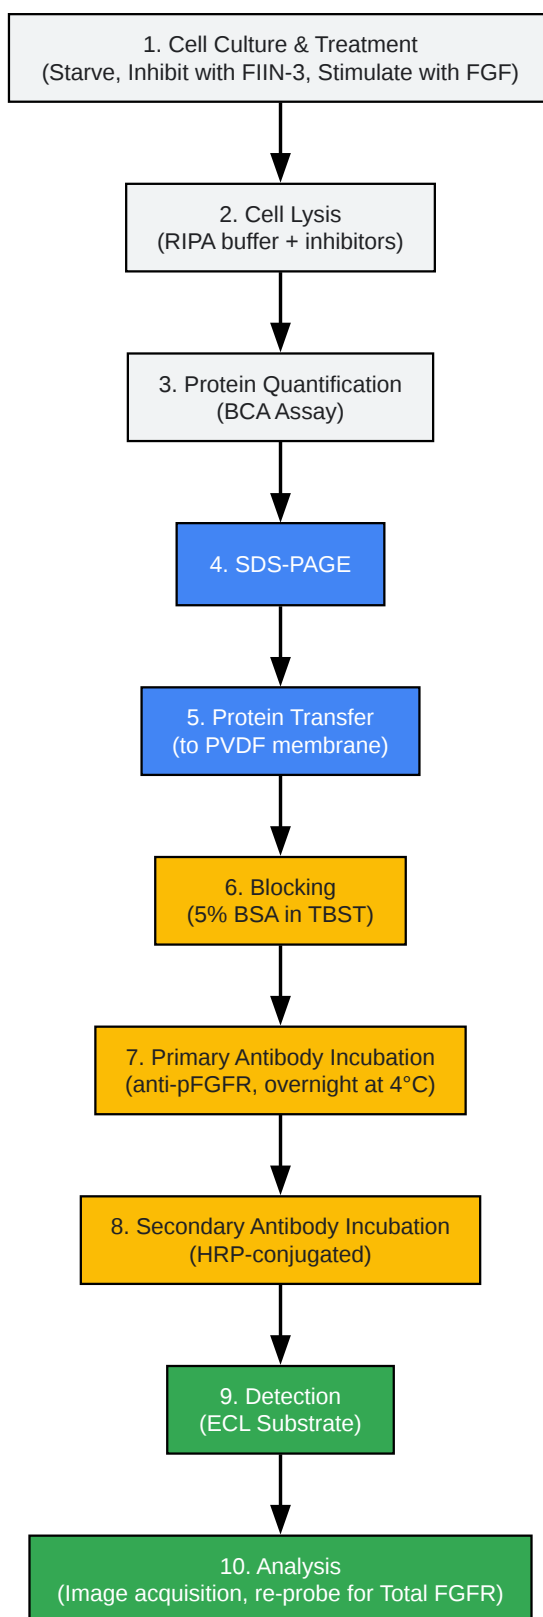 1. Cell Culture & Treatment
(Starve, Inhibit with FIIN-3, Stimulate with FGF)
2. Cell Lysis
(RIPA buffer + inhibitors)
3. Protein Quantification
(BCA Assay)
4. SDS-PAGE
5. Protein Transfer
(to PVDF membrane)
6. Blocking
(5% BSA in TBST)
7. Primary Antibody Incubation
(anti-pFGFR, overnight at 4°C)
8. Secondary Antibody Incubation
(HRP-conjugated)
9. Detection
(ECL Substrate)
10. Analysis
(Image acquisition, re-probe for Total FGFR)